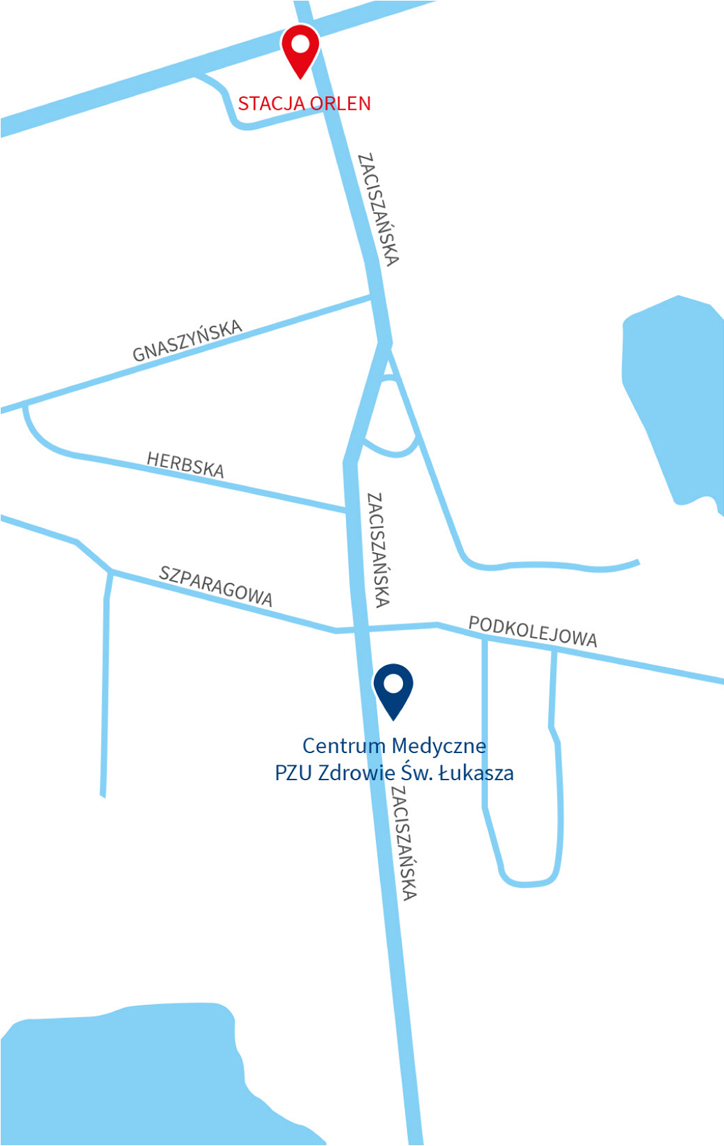 STACJA ORLEN
ZACISZAŃSKA
GNASZYŃSKA
HERBSKA
ZACISZAŃSKA
SZPARAGOWA
PODKOLEJOWA
Centrum Medyczne
PZU Zdrowie Św. Łukasza
ZACISZAŃSKA